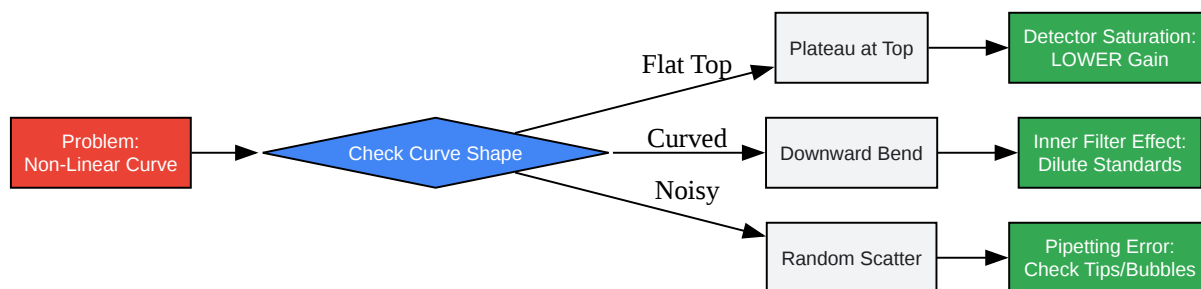 Problem:
Non-Linear Curve
Check Curve Shape
Flat Top
Plateau at Top
Detector Saturation:
LOWER Gain
Curved
Downward Bend
Inner Filter Effect:
Dilute Standards
Noisy
Random Scatter
Pipetting Error:
Check Tips/Bubbles